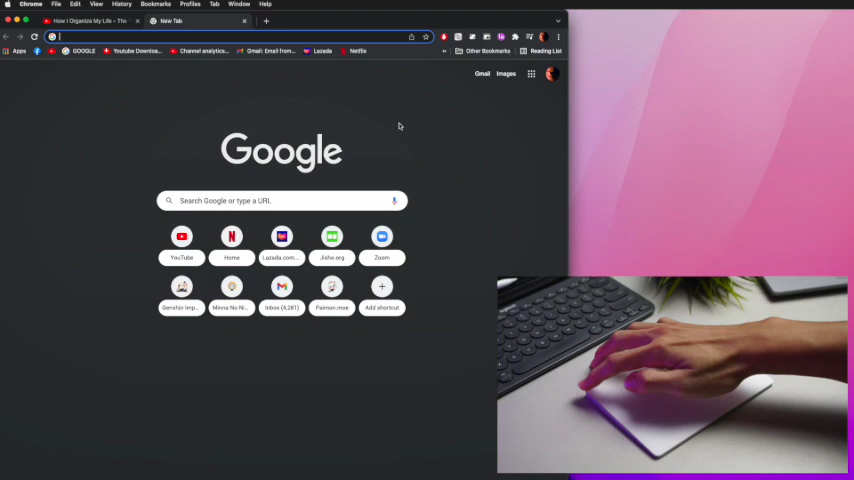 Chrome File Edit View History Bookmarks Profiles Tab Window Help
How I Organize My Life - The
New Tab
Apps GOOGLE Youtube Downloa... Channel analytics... Gmail: Email from... Lazada Netflix » Other Bookmarks Reading List
Gmail Images
Google
Search Google or type a URL
YouTube Home Lazada.com... Jisho.org Zoom
Genshin Imp... Minna No Ni... Inbox (4,281) Paimon.moe Add shortcut